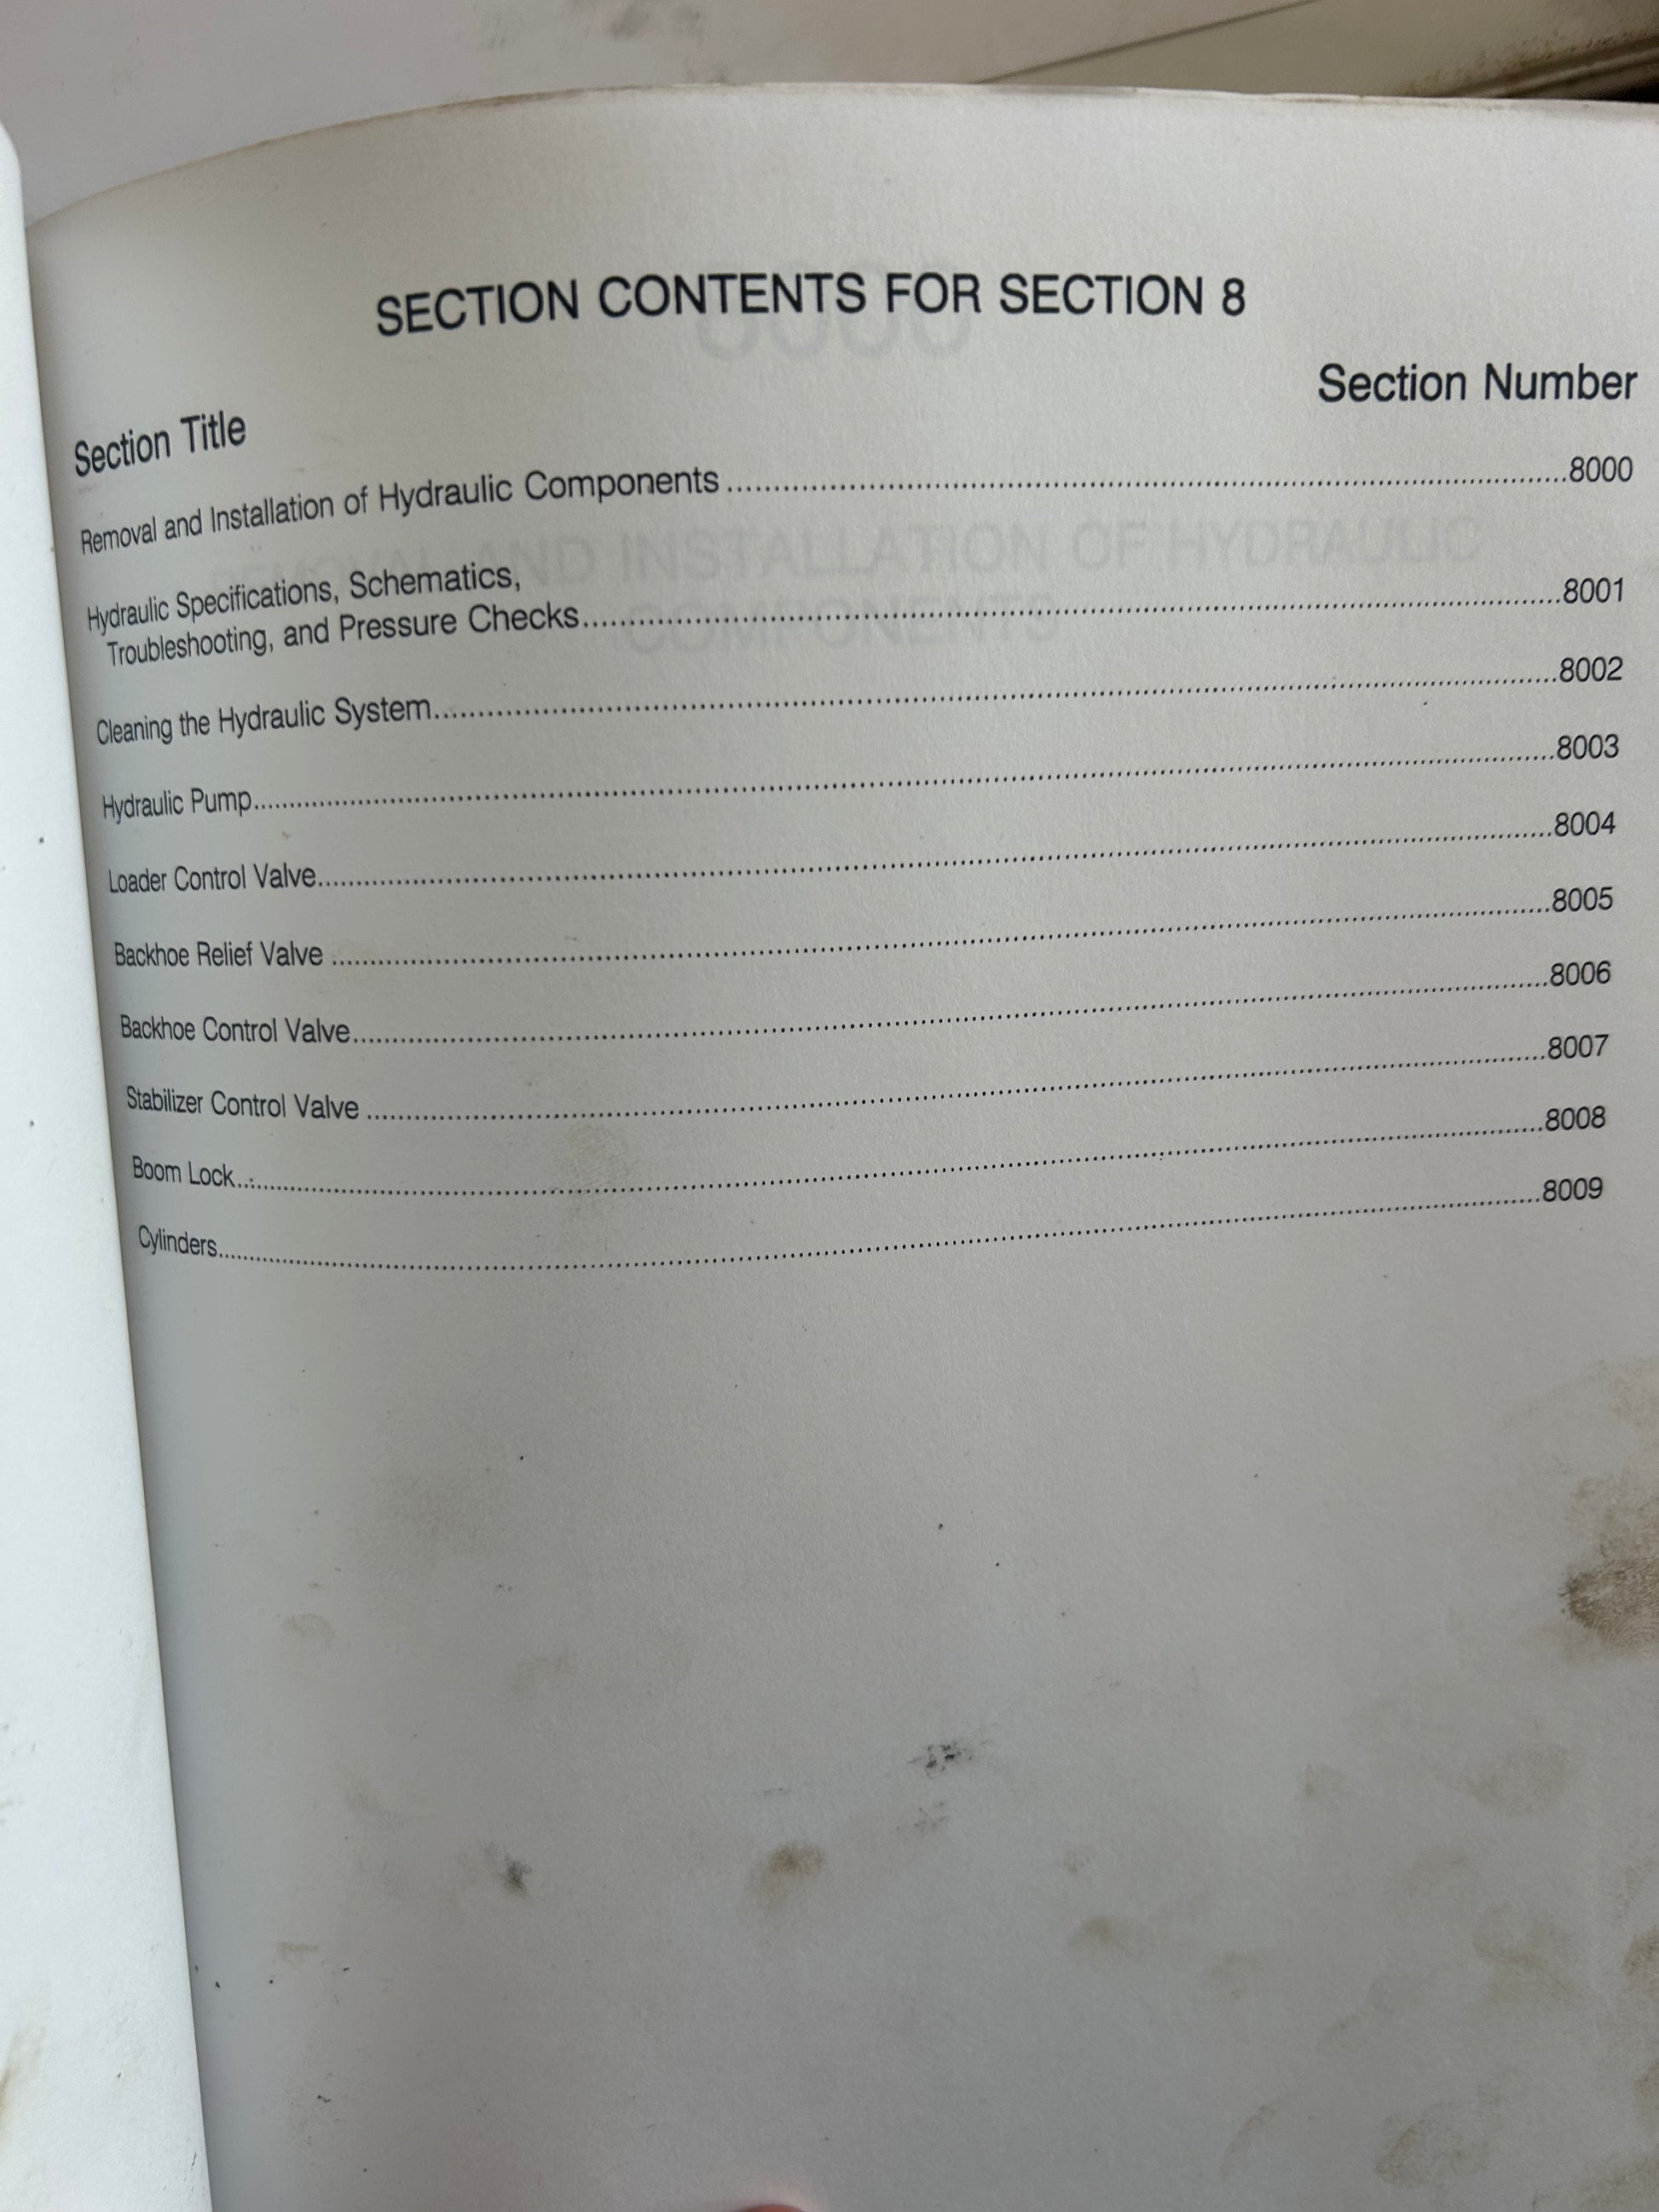 SECTION CONTENTS FOR SECTION 8
Section Title Section Number
Removal and Installation of Hydraulic Components ........................ 8000
Hydraulic Specifications, Schematics,
Troubleshooting, and Pressure Checks ........................ 8001
Cleaning the Hydraulic System ........................ 8002
Hydraulic Pump ........................ 8003
Loader Control Valve ........................ 8004
Backhoe Relief Valve ........................ 8005
Backhoe Control Valve ........................ 8006
Stabilizer Control Valve ........................ 8007
Boom Lock ........................ 8008
Cylinders ........................ 8009